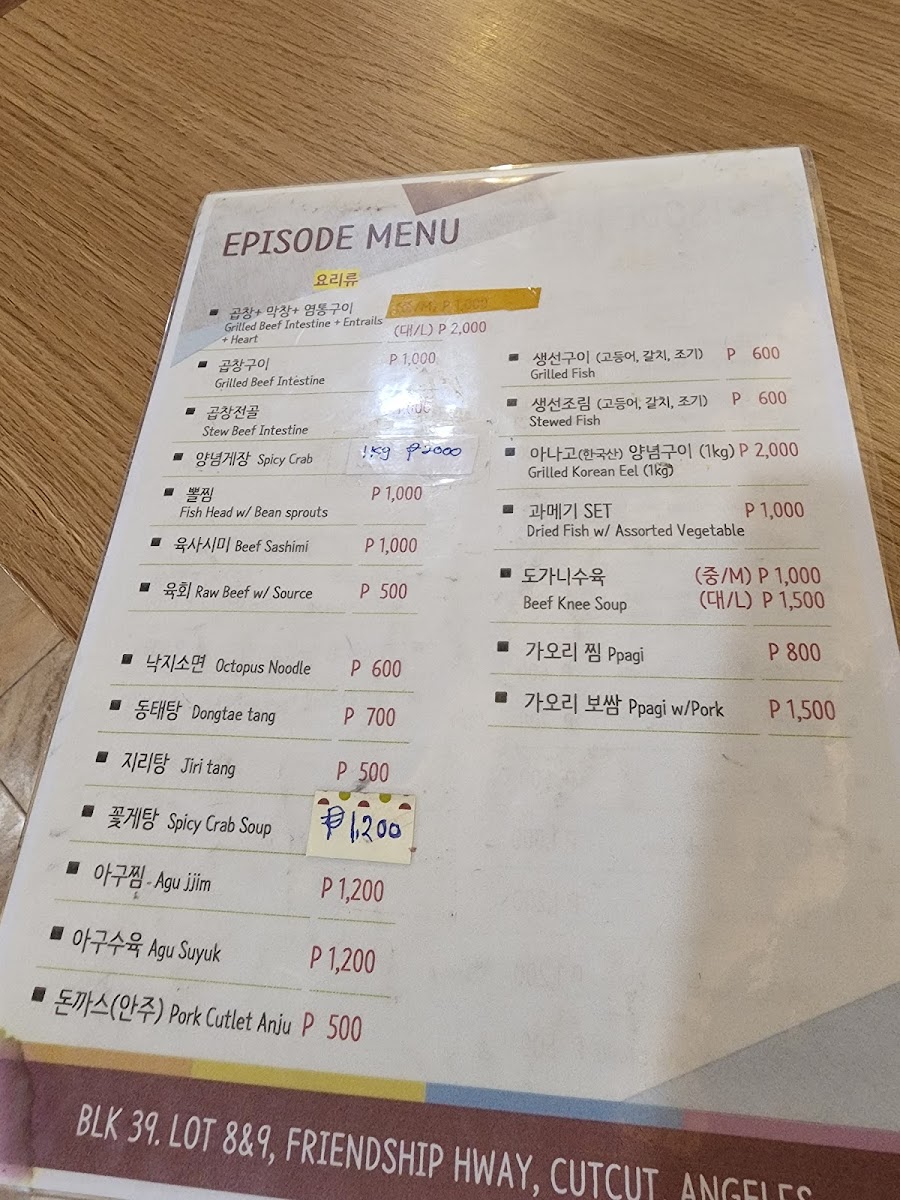 EPISODE MENU
요리류
곱창+ 막창+ 염통구이
Grilled Beef Intestine + Entrails
+ Heart
(대/L) P 2,000
곱창구이 P 1,000
Grilled Beef Intestine
곱창전골
Stew Beef Intestine
양념게장 Spicy Crab 1Kg ₱2000
뽈찜 P 1,000
Fish Head w/ Bean sprouts
육사시미 Beef Sashimi P 1,000
육회 Raw Beef w/ Source P 500
낙지소면 Octopus Noodle P 600
동태탕 Dongtae tang P 700
지리탕 Jiri tang P 500
꽃게탕 Spicy Crab Soup ₱1,200
아구찜 Agu jjim P 1,200
아구수육 Agu Suyuk P 1,200
돈까스(안주) Pork Cutlet Anju P 500
생선구이 (고등어, 갈치, 조기) P 600
Grilled Fish
생선조림 (고등어, 갈치, 조기) P 600
Stewed Fish
아나고(한국산) 양념구이 (1kg) P 2,000
Grilled Korean Eel (1kg)
과메기 SET P 1,000
Dried Fish w/ Assorted Vegetable
도가니수육 (중/M) P 1,000
Beef Knee Soup (대/L) P 1,500
가오리 찜 Ppagi P 800
가오리 보쌈 Ppagi w/Pork P 1,500
BLK 39. LOT 8&9, FRIENDSHIP HWAY, CUTCUT, ANGELES